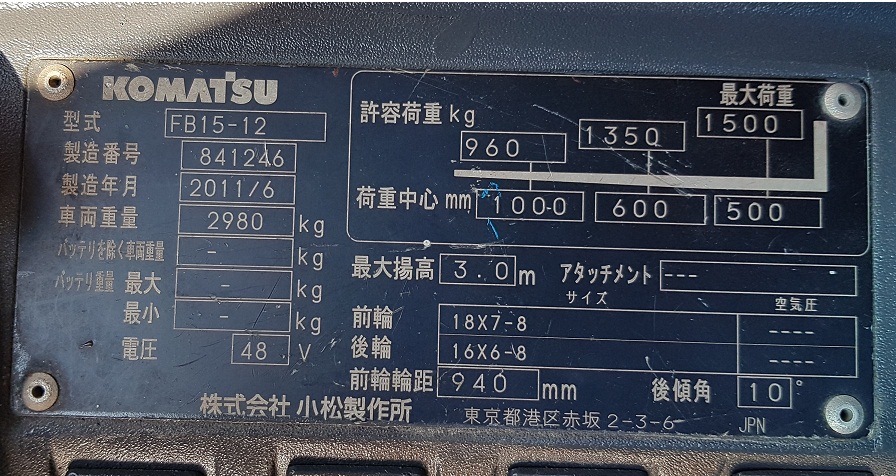 KOMATSU
型式 FB15-12
製造番号 841246
製造年月 2011/6
車両重量 2980 kg
バッテリを除く車両重量 - kg
バッテリ重量 最大 - kg
最小 - kg
電圧 48 V
最大荷重
許容荷重 kg 960 1350 1500
荷重中心 mm 1000 600 500
最大揚高 3.0 m アタッチメント ---
サイズ 空気圧
前輪 18X7-8 ----
後輪 16X6-8 ----
前輪輪距 940 mm 後傾角 10°
株式会社 小松製作所 東京都港区赤坂 2-3-6 JPN